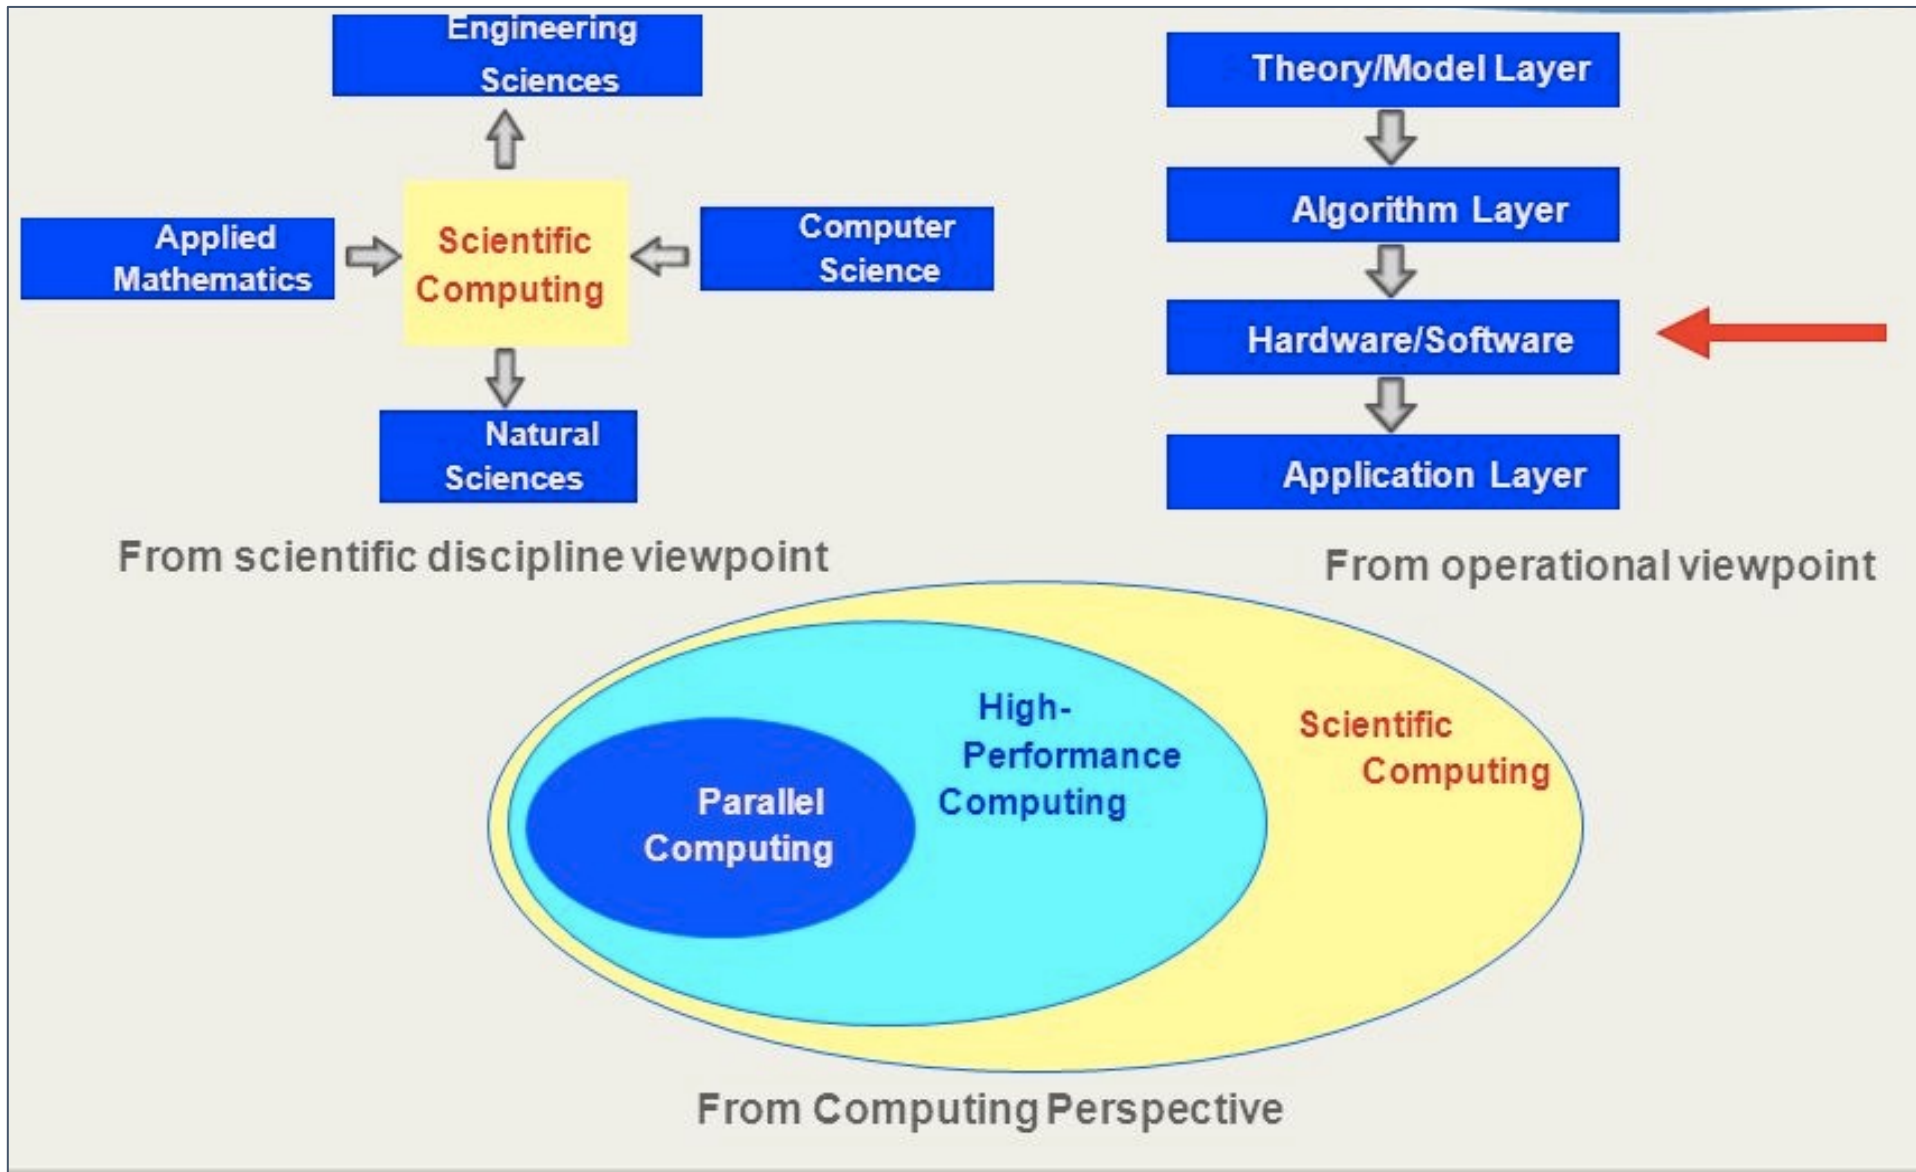 Engineering
Sciences
Applied
Mathematics
Scientific
Computing
Computer
Science
Natural
Sciences
From scientific discipline viewpoint
Theory/Model Layer
Algorithm Layer
Hardware/Software
Application Layer
From operational viewpoint
Parallel
Computing
High-
Performance
Computing
Scientific
Computing
From Computing Perspective